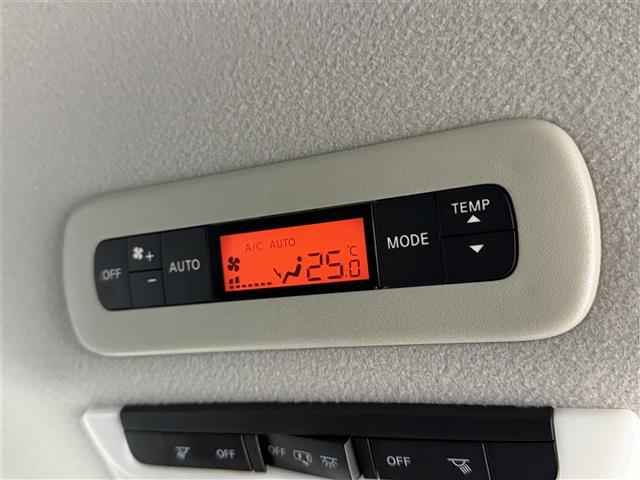 TEMP
A/C AUTO
OFF + AUTO 25.0 °C MODE
−
OFF OFF OFF